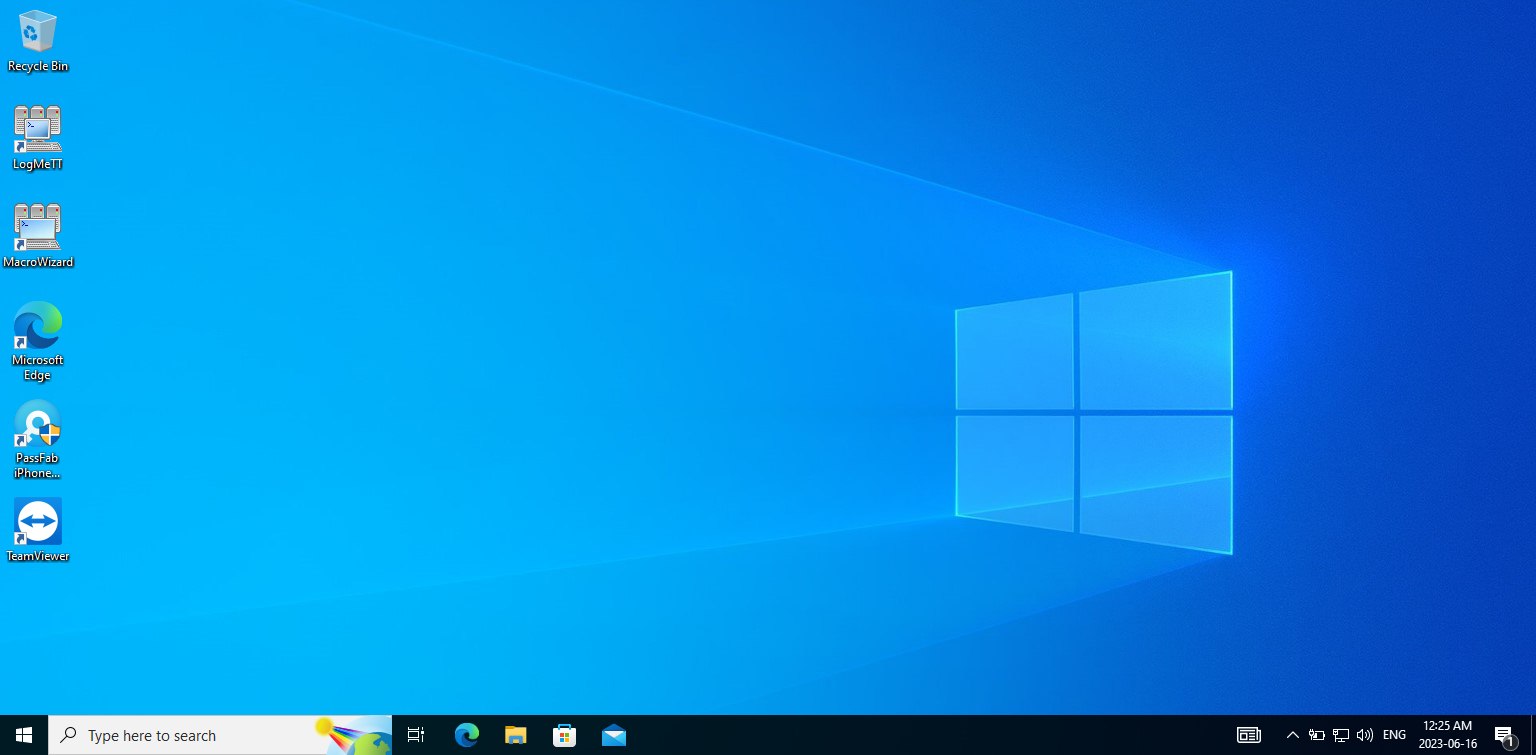 Recycle Bin
LogMeTT
MacroWizard
Microsoft
Edge
PassFab
iPhone...
TeamViewer
Type here to search
ENG
12:25 AM
2023-06-16
1